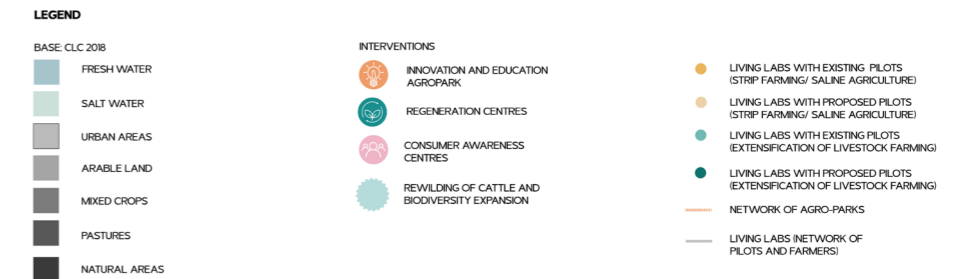 LEGEND
BASE; CLC 2018
FRESH WATER
SALT WATER
URBAN AREAS
ARABLE LAND
MIXED CROPS
PASTURES
NATURAL AREAS
INTERVENTIONS
INNOVATION AND EDUCATION
AGROPARK
REGENERATION CENTRES
CONSUMER AWARENESS
CENTRES
REWILDING OF CATTLE AND
BIODIVERSITY EXPANSION
LIVING LABS WITH EXISTING PILOTS
(STRIP FARMING/ SALINE AGRICULTURE)
LIVING LABS WITH PROPOSED PILOTS
(STRIP FARMING/ SALINE AGRICULTURE)
LIVING LABS WITH EXISTING PILOTS
(EXTENSIFICATION OF LIVESTOCK FARMING)
LIVING LABS WITH PROPOSED PILOTS
(EXTENSIFICATION OF LIVESTOCK FARMING)
NETWORK OF AGRO-PARKS
LIVING LABS (NETWORK OF
PILOTS AND FARMERS)